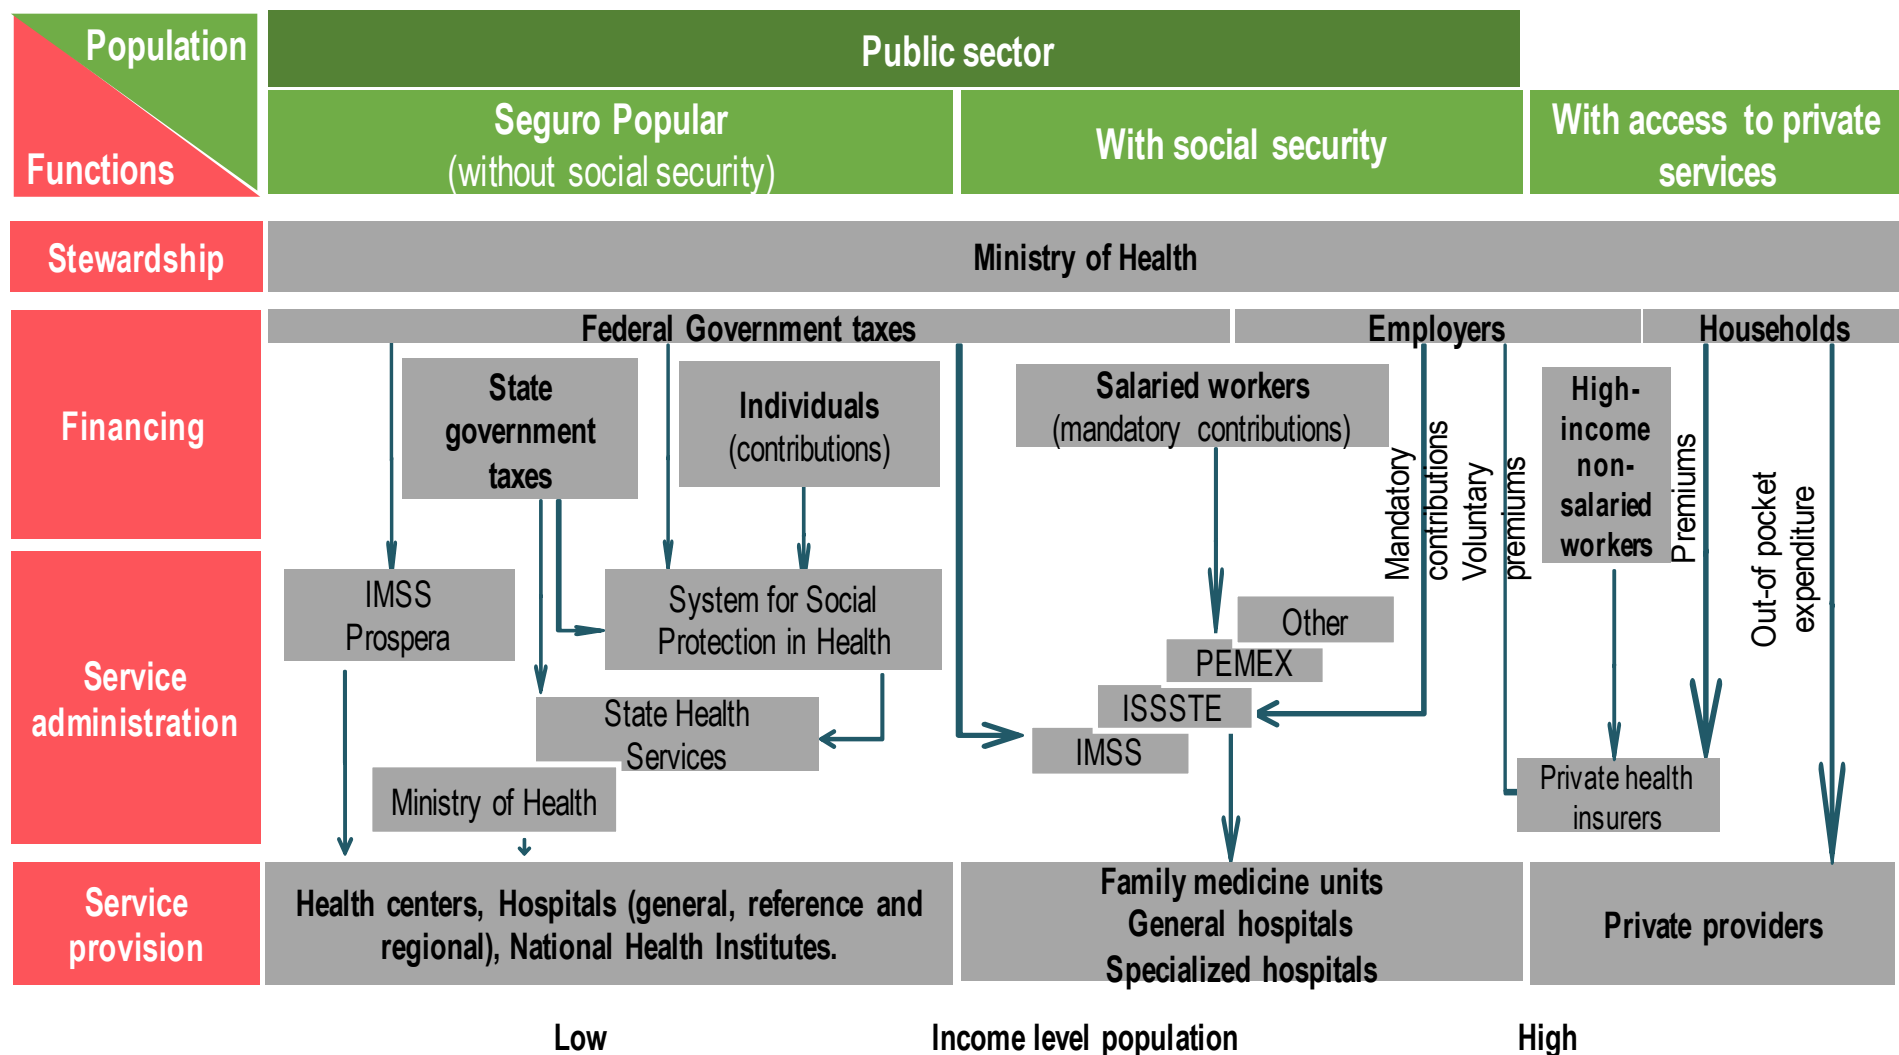 Population
Functions
Public sector
Seguro Popular
(without social security)
With social security
With access to private
services
Stewardship
Ministry of Health
Financing
Federal Government taxes
Employers
Households
State
government
taxes
Individuals
(contributions)
Salaried workers
(mandatory contributions)
Mandatory
contributions
Voluntary
premiums
High-
income
non-
salaried
workers
Premiums
Out-of pocket
expenditure
Service
administration
IMSS
Prospera
System for Social
Protection in Health
State Health
Services
Ministry of Health
Other
PEMEX
ISSSTE
IMSS
Private health
insurers
Service
provision
Health centers, Hospitals (general, reference and
regional), National Health Institutes.
Family medicine units
General hospitals
Specialized hospitals
Private providers
Low
Income level population
High